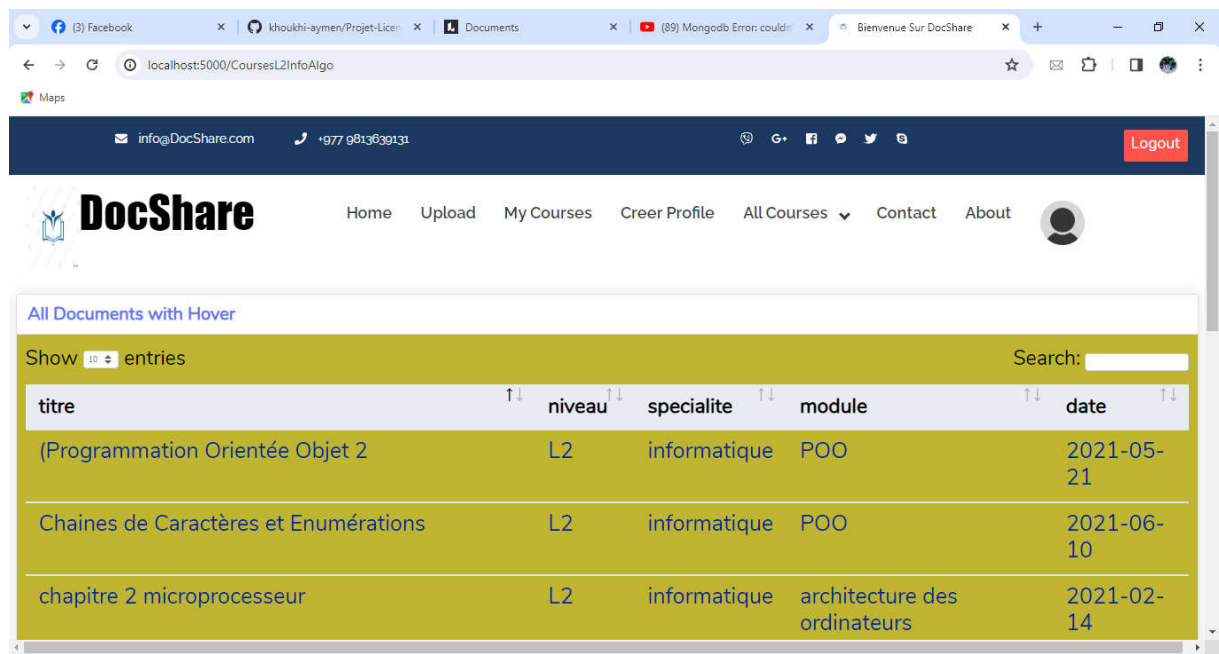 (3) Facebook khoukhi-aymen/Projet-Licen Documents (89) Mongodb Error: couldn' Bienvenue Sur DocShare
localhost:5000/CoursesL2InfoAlgo
Maps
info@DocShare.com +977 9813639131 G+ Logout
DocShare Home Upload My Courses Creer Profile All Courses Contact About
All Documents with Hover
Show 10 entries Search:
titre niveau specialite module date
(Programmation Orientée Objet 2 L2 informatique POO 2021-05-
21
Chaines de Caractères et Enumérations L2 informatique POO 2021-06-
10
chapitre 2 microprocesseur L2 informatique architecture des 2021-02-
ordinateurs 14